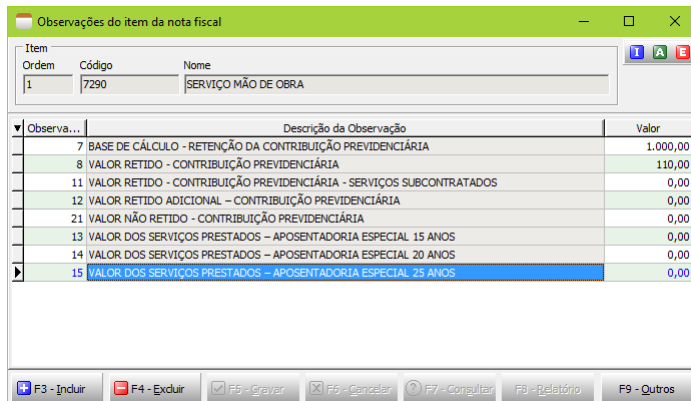 Observações do item da nota fiscal
Item
I A E
Ordem Código Nome
1 7290 SERVIÇO MÃO DE OBRA
Observa... Descrição da Observação Valor
7 BASE DE CÁLCULO - RETENÇÃO DA CONTRIBUIÇÃO PREVIDENCIÁRIA 1.000,00
8 VALOR RETIDO - CONTRIBUIÇÃO PREVIDENCIÁRIA 110,00
11 VALOR RETIDO - CONTRIBUIÇÃO PREVIDENCIÁRIA - SERVIÇOS SUBCONTRATADOS 0,00
12 VALOR RETIDO ADICIONAL – CONTRIBUIÇÃO PREVIDENCIÁRIA 0,00
21 VALOR NÃO RETIDO - CONTRIBUIÇÃO PREVIDENCIÁRIA 0,00
13 VALOR DOS SERVIÇOS PRESTADOS – APOSENTADORIA ESPECIAL 15 ANOS 0,00
14 VALOR DOS SERVIÇOS PRESTADOS – APOSENTADORIA ESPECIAL 20 ANOS 0,00
15 VALOR DOS SERVIÇOS PRESTADOS – APOSENTADORIA ESPECIAL 25 ANOS 0,00
F3 - Incluir F4 - Excluir F5 - Gravar F6 - Cancelar F7 - Consultar F8 - Relatório F9 - Outros